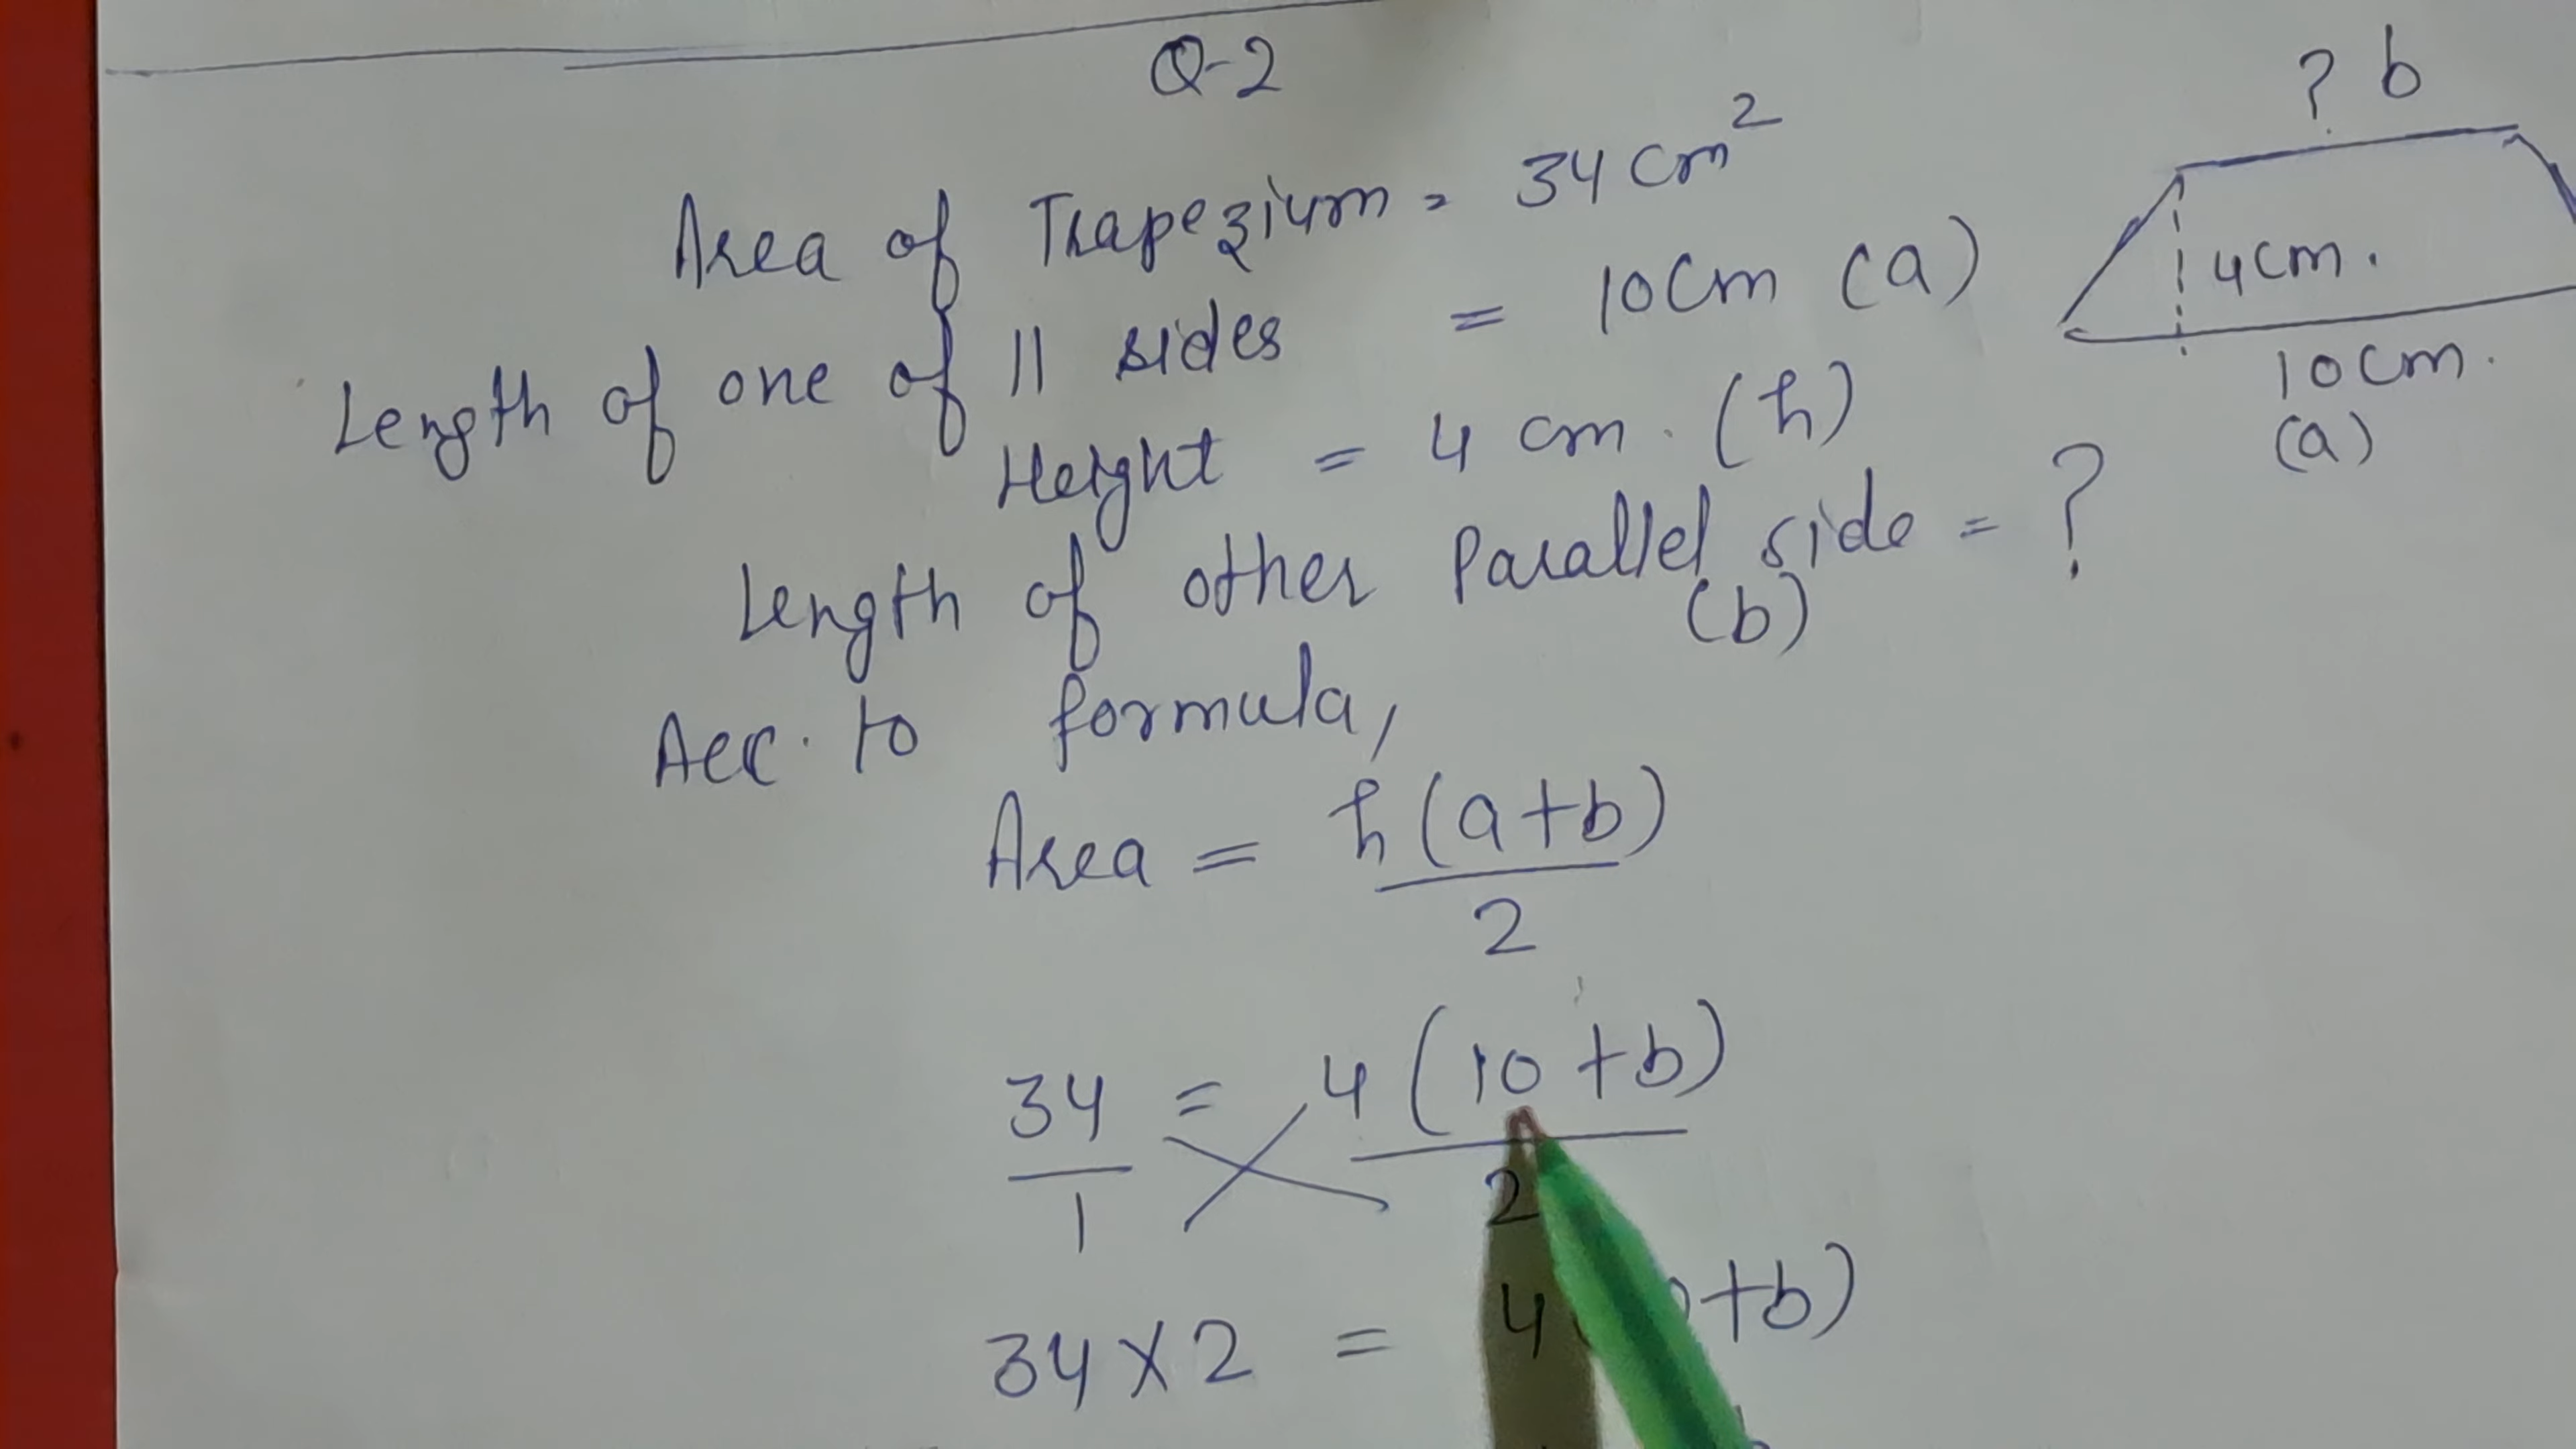 Q-2
Area of Trapezium = 34 cm²
Length of one of || sides = 10cm (a)
Height = 4 cm. (h)
Length of other Parallel side = ?
(b)
Acc. to formula,
Area = h(a+b)
2
34 = 4(10+b)
1 2
34×2 = 4 +b)
? b
4cm.
10cm.
(a)